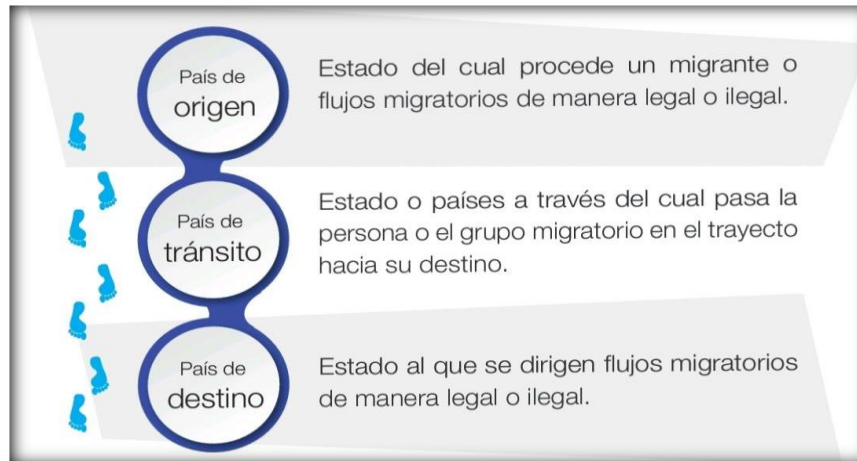 País de
origen
Estado del cual procede un migrante o
flujos migratorios de manera legal o ilegal.
País de
tránsito
Estado o países a través del cual pasa la
persona o el grupo migratorio en el trayecto
hacia su destino.
País de
destino
Estado al que se dirigen flujos migratorios
de manera legal o ilegal.